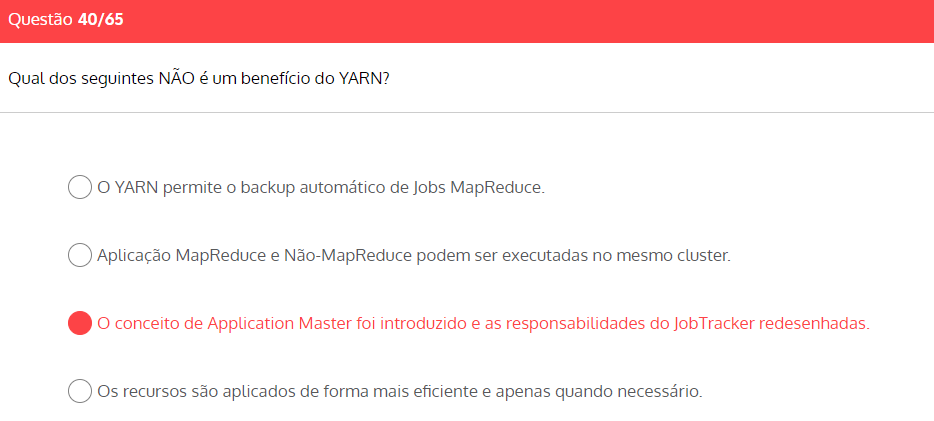 Questão 40/65
Qual dos seguintes NÃO é um benefício do YARN?
O YARN permite o backup automático de Jobs MapReduce.
Aplicação MapReduce e Não-MapReduce podem ser executadas no mesmo cluster.
O conceito de Application Master foi introduzido e as responsabilidades do JobTracker redesenhadas.
Os recursos são aplicados de forma mais eficiente e apenas quando necessário.